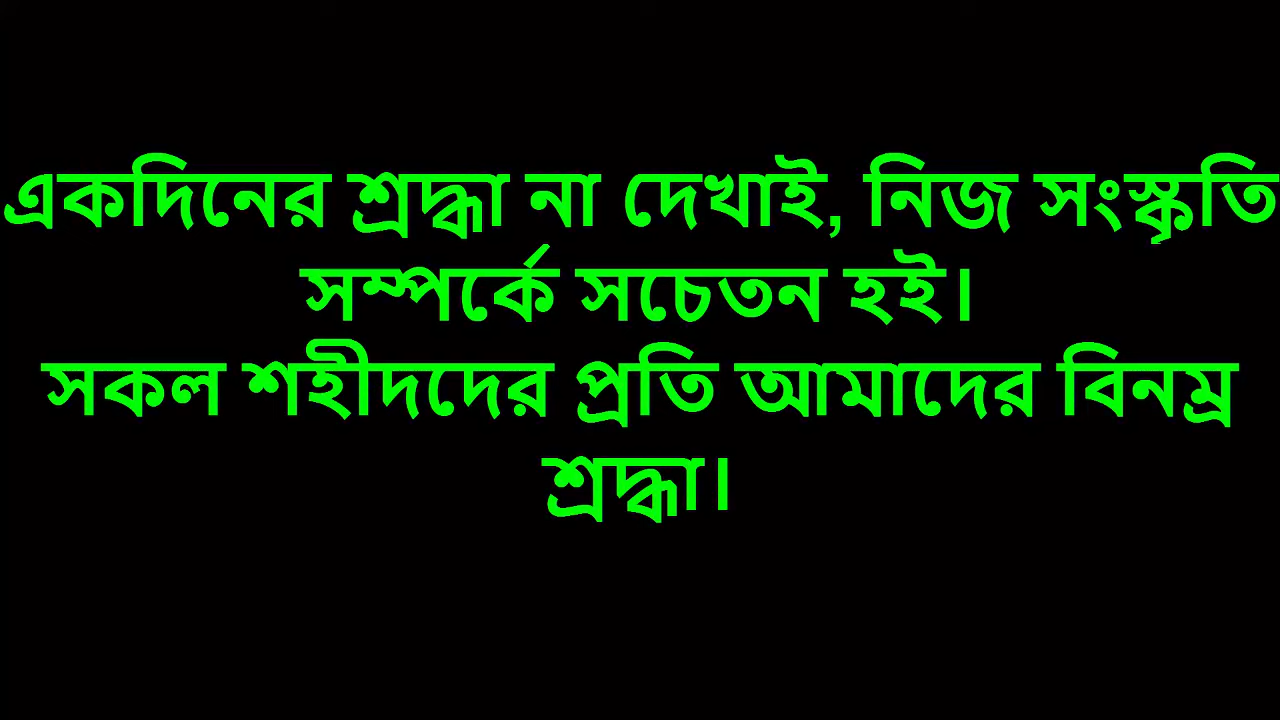 একদিনের শ্রদ্ধা না দেখাই, নিজ সংস্কৃতি
সম্পর্কে সচেতন হই।
সকল শহীদদের প্রতি আমাদের বিনম্র
শ্রদ্ধা।